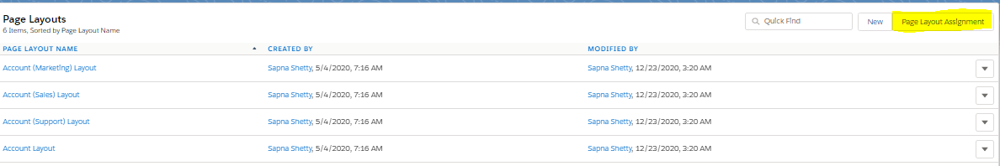 Page Layouts
6 Items, Sorted by Page Layout Name
Quick Find
New
Page Layout Assignment
PAGE LAYOUT NAME CREATED BY MODIFIED BY
Account (Marketing) Layout Sapna Shetty, 5/4/2020, 7:16 AM Sapna Shetty, 12/23/2020, 3:20 AM
Account (Sales) Layout Sapna Shetty, 5/4/2020, 7:16 AM Sapna Shetty, 12/23/2020, 3:20 AM
Account (Support) Layout Sapna Shetty, 5/4/2020, 7:16 AM Sapna Shetty, 12/23/2020, 3:20 AM
Account Layout Sapna Shetty, 5/4/2020, 7:16 AM Sapna Shetty, 12/23/2020, 3:20 AM